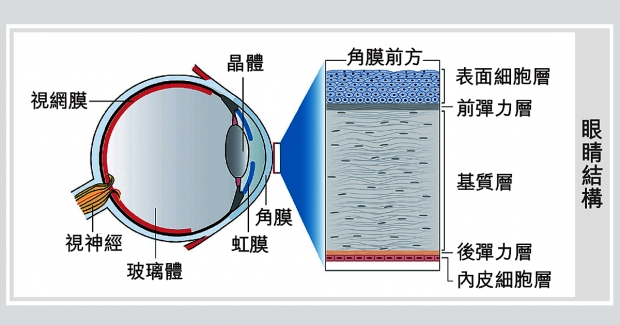 晶體
視網膜
角膜
虹膜
視神經
玻璃體
角膜前方
表面細胞層
前彈力層
基質層
後彈力層
內皮細胞層
眼睛結構